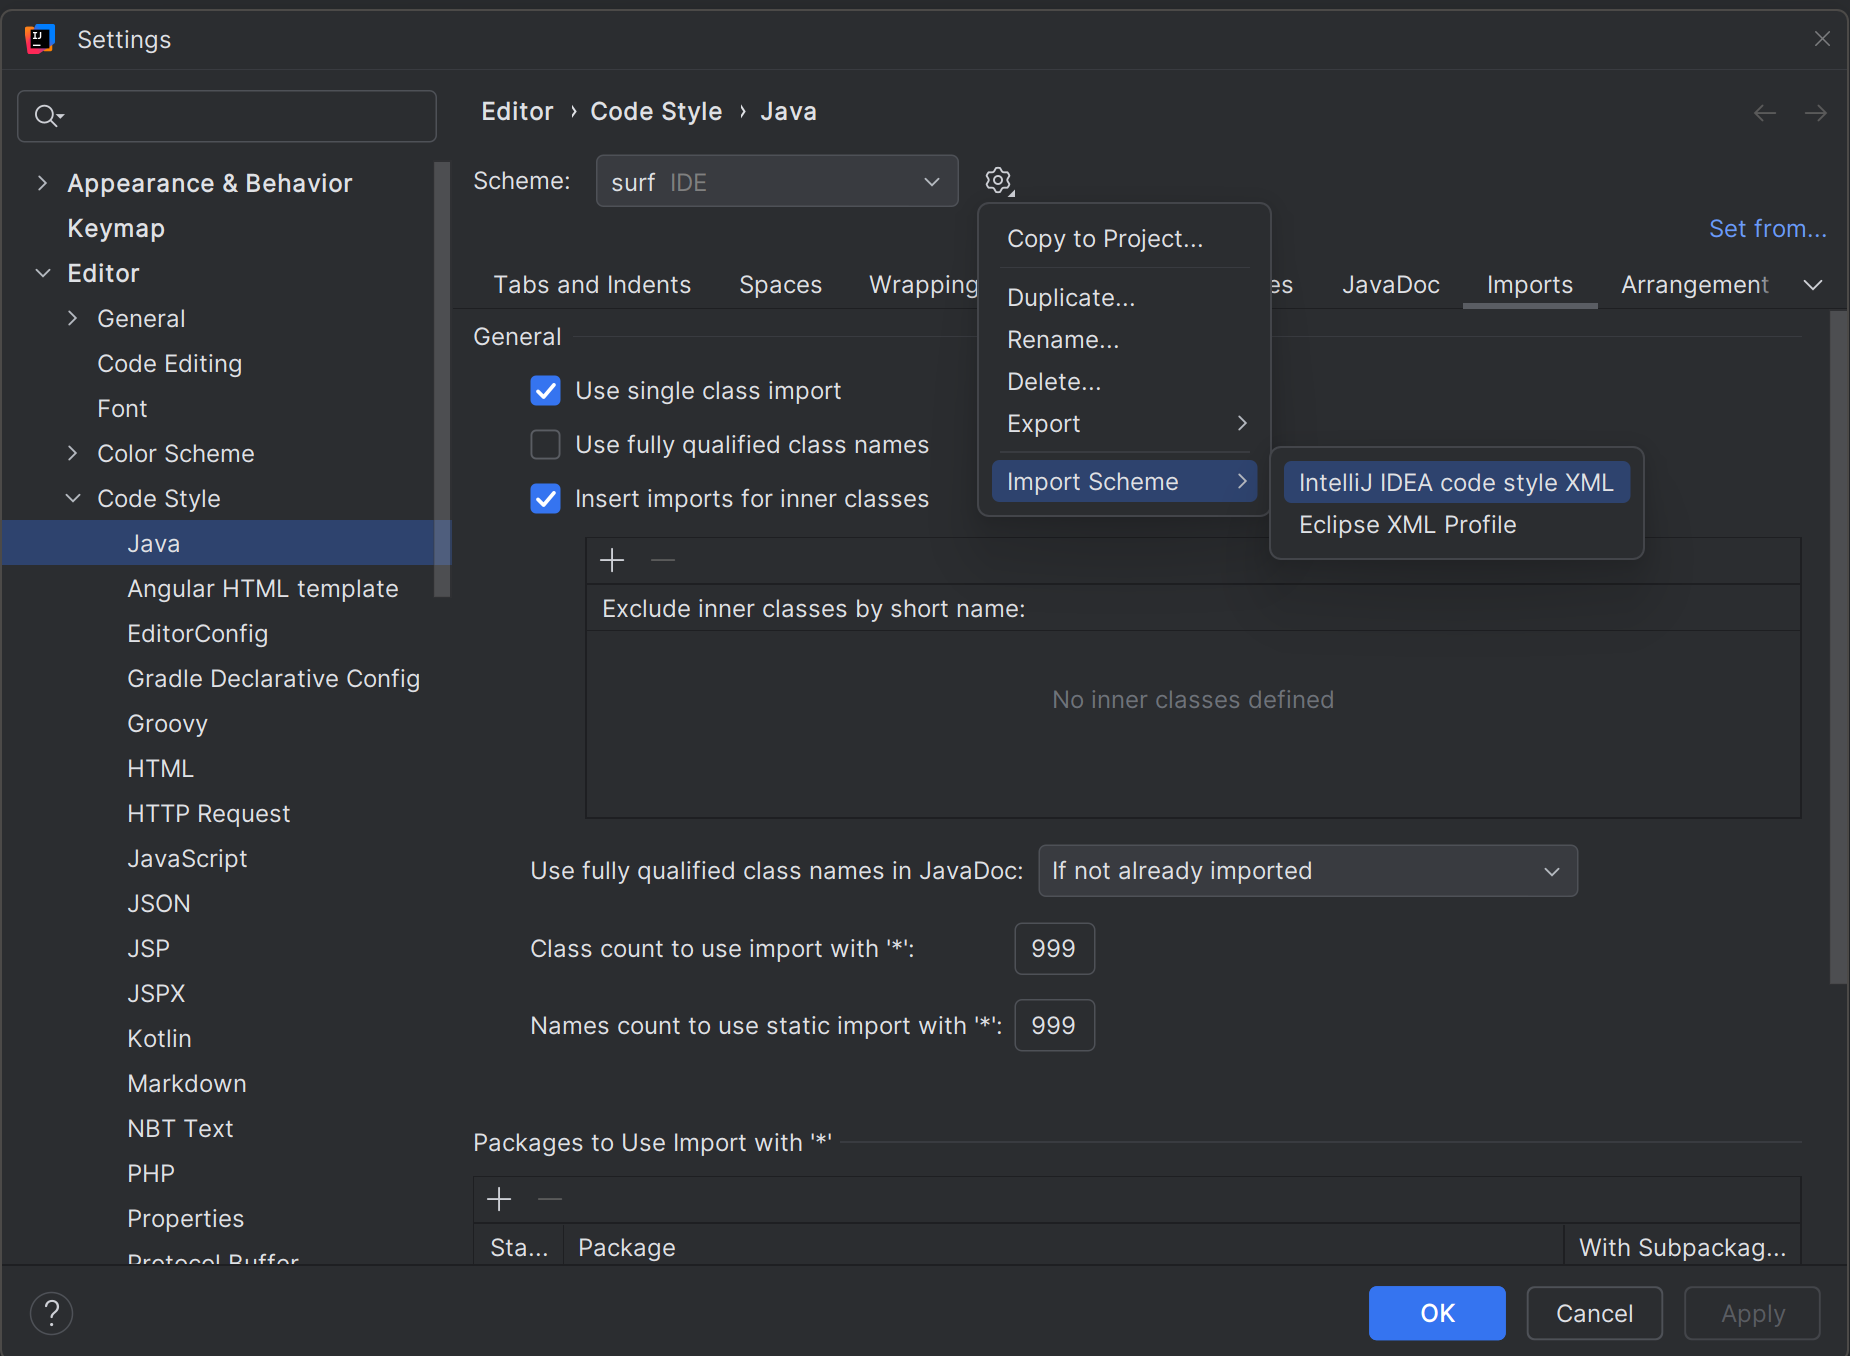 Settings
Editor › Code Style › Java
Scheme: surf IDE
Set from...
Appearance & Behavior
Keymap
Editor
General
Code Editing
Font
Color Scheme
Code Style
Java
Angular HTML template
EditorConfig
Gradle Declarative Config
Groovy
HTML
HTTP Request
JavaScript
JSON
JSP
JSPX
Kotlin
Markdown
NBT Text
PHP
Properties
Protocol Buffer
Copy to Project...
Duplicate...
Rename...
Delete...
Export
Import Scheme
IntelliJ IDEA code style XML
Eclipse XML Profile
Tabs and Indents Spaces Wrapping es JavaDoc Imports Arrangement
General
Use single class import
Use fully qualified class names
Insert imports for inner classes
Exclude inner classes by short name:
No inner classes defined
Use fully qualified class names in JavaDoc: If not already imported
Class count to use import with '*': 999
Names count to use static import with '*': 999
Packages to Use Import with '*'
Sta... Package With Subpackag...
? OK Cancel Apply